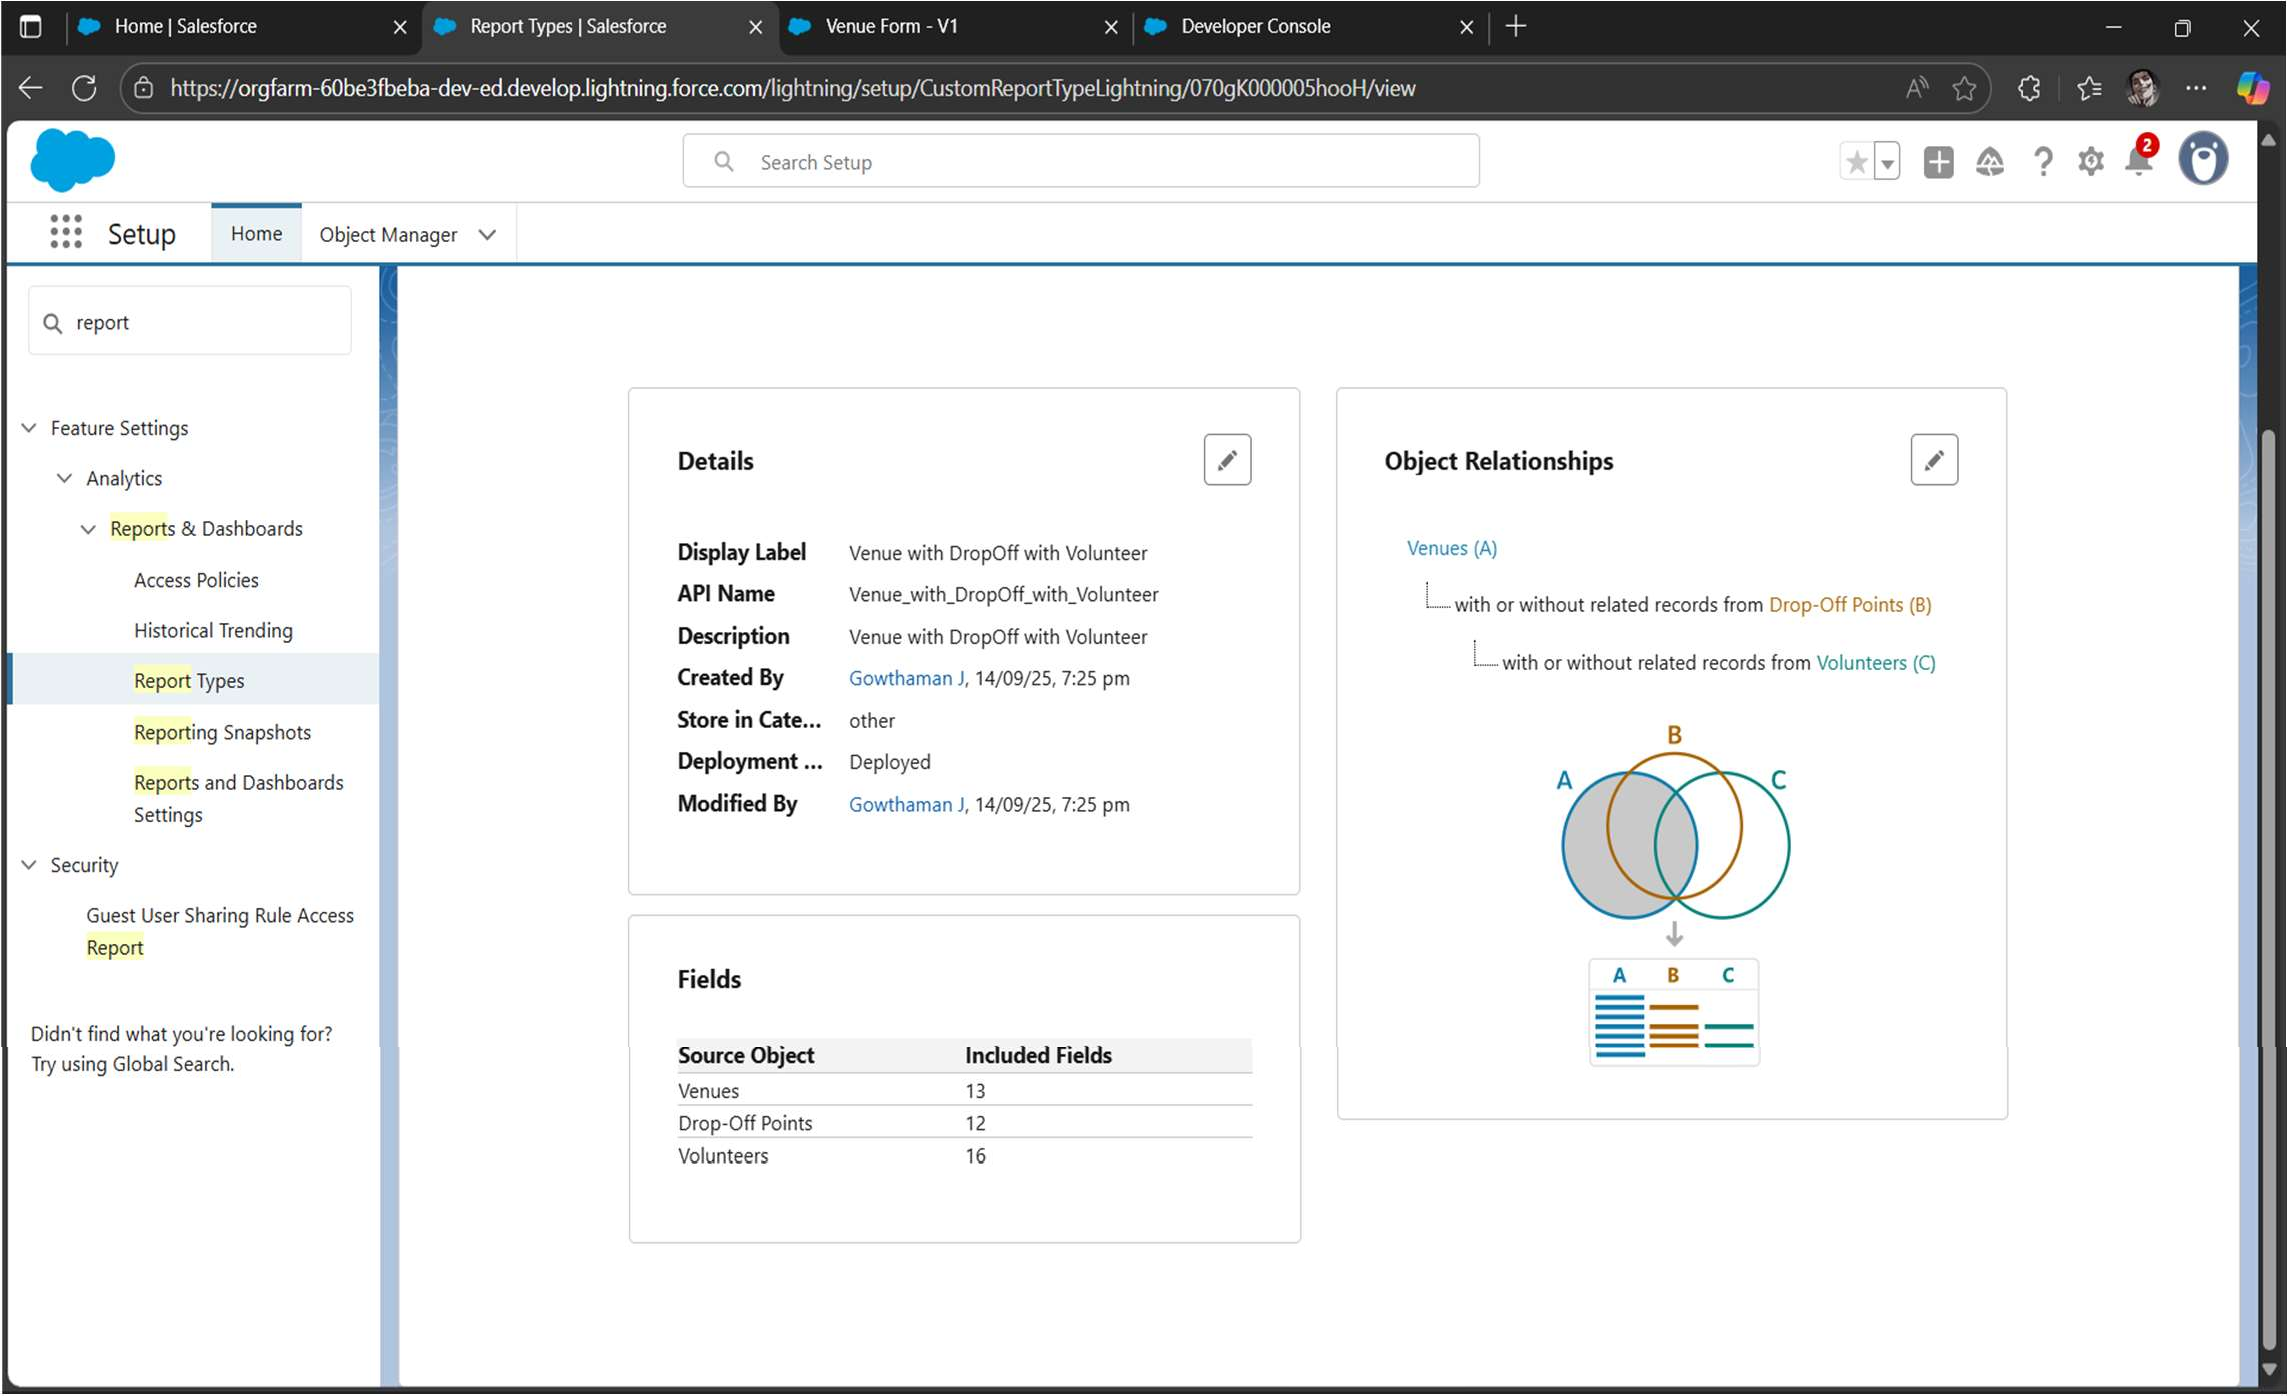 Home | Salesforce
Report Types | Salesforce
Venue Form - V1
Developer Console
https://orgfarm-60be3fbeba-dev-ed.develop.lightning.force.com/lightning/setup/CustomReportTypeLightning/070gK000005hooH/view
Search Setup
2
Setup
Home
Object Manager
report
Feature Settings
Analytics
Reports & Dashboards
Access Policies
Historical Trending
Report Types
Reporting Snapshots
Reports and Dashboards
Settings
Security
Guest User Sharing Rule Access
Report
Didn't find what you're looking for?
Try using Global Search.
Details
Display Label Venue with DropOff with Volunteer
API Name Venue_with_DropOff_with_Volunteer
Description Venue with DropOff with Volunteer
Created By Gowthaman J, 14/09/25, 7:25 pm
Store in Cate... other
Deployment ... Deployed
Modified By Gowthaman J, 14/09/25, 7:25 pm
Fields
Source Object Included Fields
Venues 13
Drop-Off Points 12
Volunteers 16
Object Relationships
Venues (A)
with or without related records from Drop-Off Points (B)
with or without related records from Volunteers (C)
B
A C
A B C